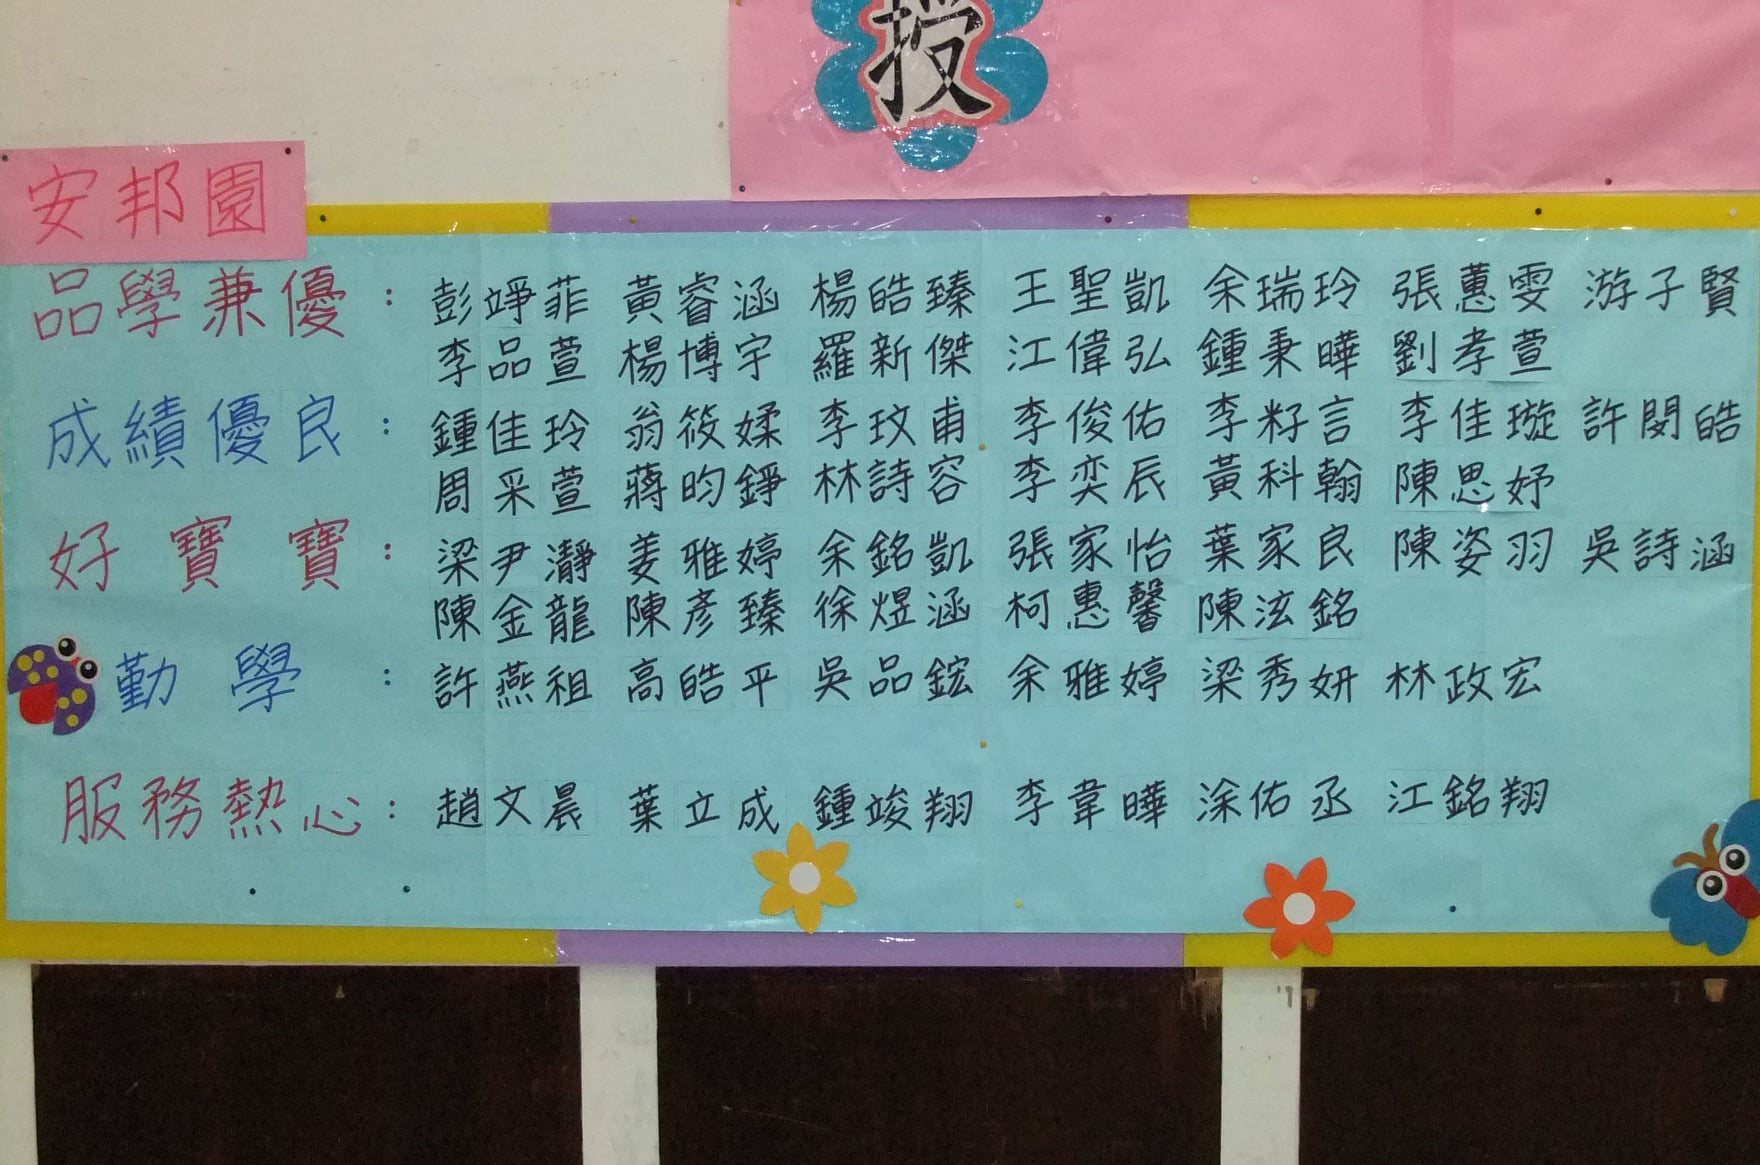 授
安邦園
品學兼優： 彭竫菲 黃睿涵 楊皓臻 王聖凱 余瑞玲 張蕙雯 游子賢
李品萱 楊博宇 羅新傑 江偉弘 鍾秉曄 劉孝萱
成績優良： 鍾佳玲 翁筱媃 李玟甫 李俊佑 李籽言 李佳璇 許閔皓
周采萱 蔣昀錚 林詩容 李奕辰 黃科翰 陳思妤
好寶寶： 梁尹瀞 姜雅婷 余銘凱 張家怡 葉家良 陳姿羽 吳詩涵
陳金龍 陳彥臻 徐煜涵 柯惠馨 陳泫銘
勤學： 許燕祖 高皓平 吳品鋐 余雅婷 梁秀妍 林政宏
服務熱心： 趙文晨 葉立成 鍾竣翔 李韋曄 涂佑丞 江銘翔